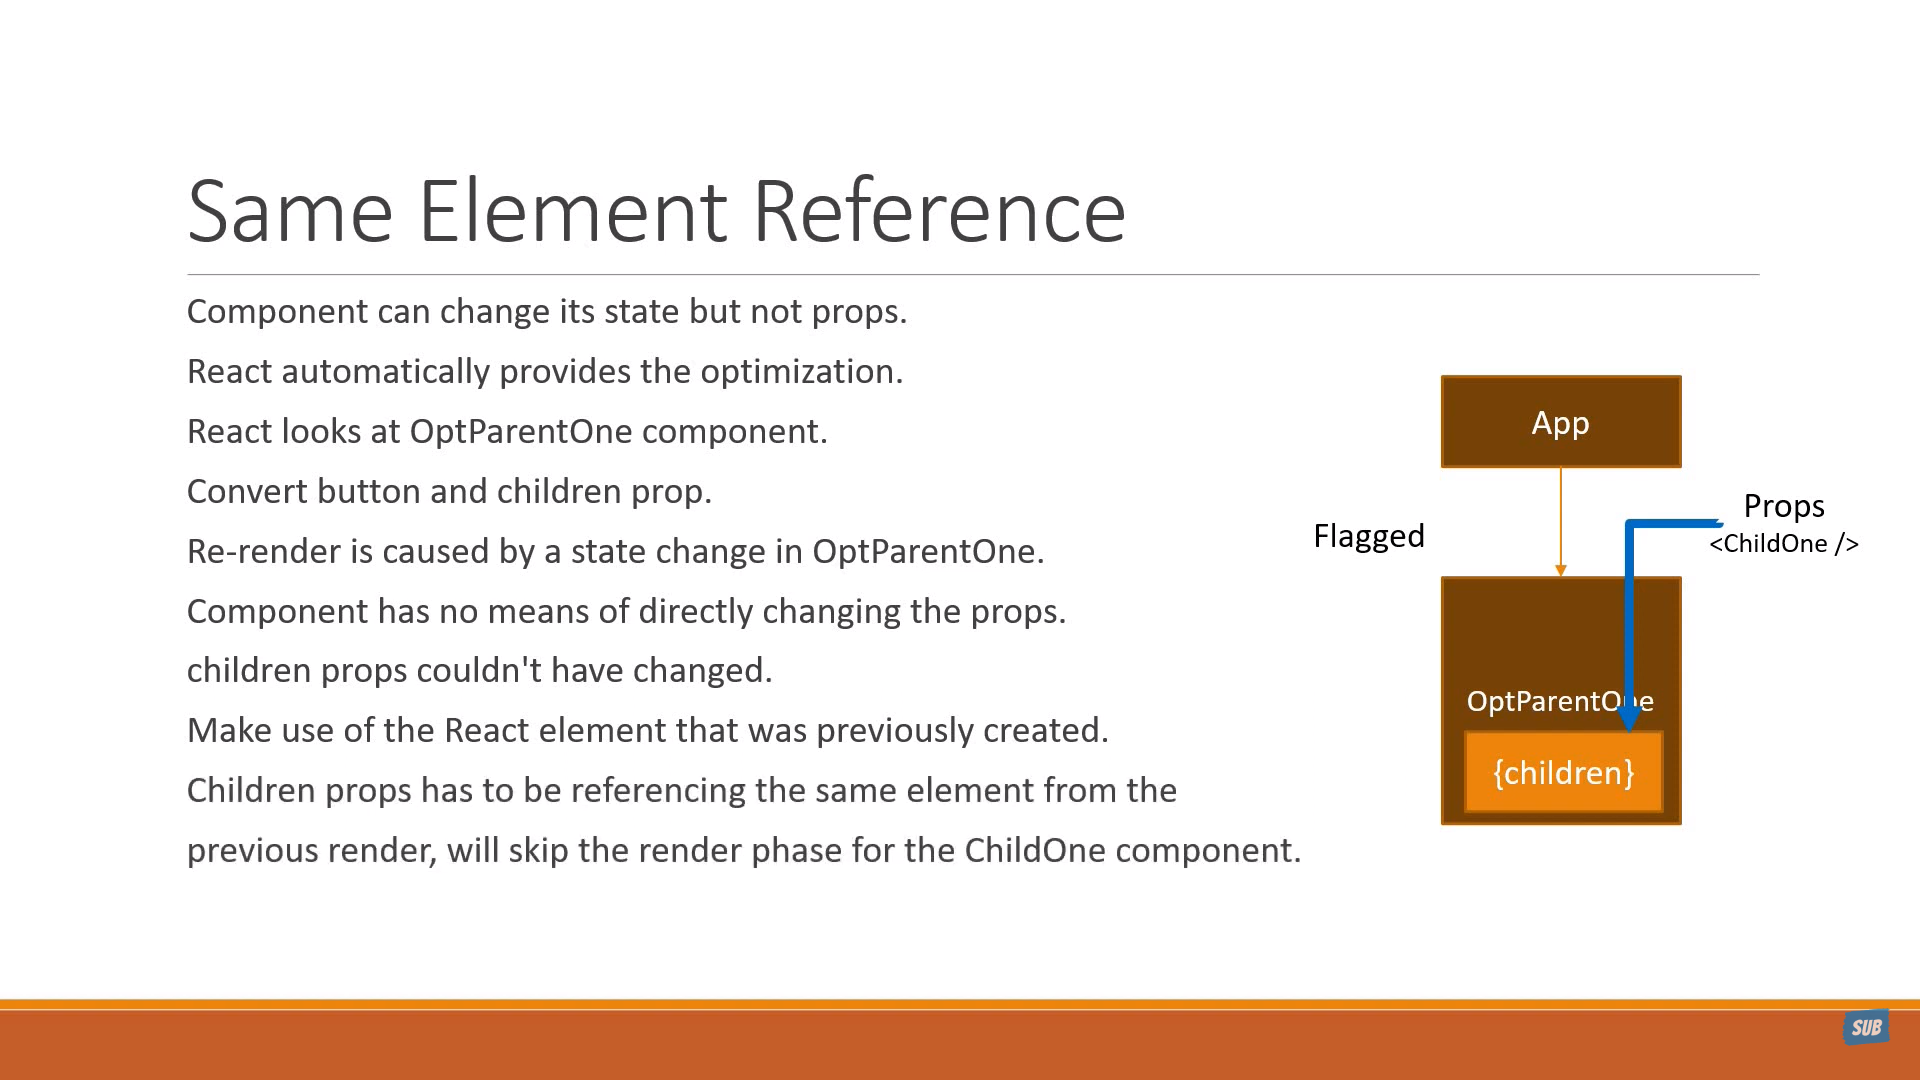 Same Element Reference
Component can change its state but not props.
React automatically provides the optimization.
React looks at OptParentOne component.
Convert button and children prop.
Re-render is caused by a state change in OptParentOne.
Component has no means of directly changing the props.
children props couldn't have changed.
Make use of the React element that was previously created.
Children props has to be referencing the same element from the
previous render, will skip the render phase for the ChildOne component.
App
Flagged
Props
<ChildOne />
OptParentOne
{children}
SUB